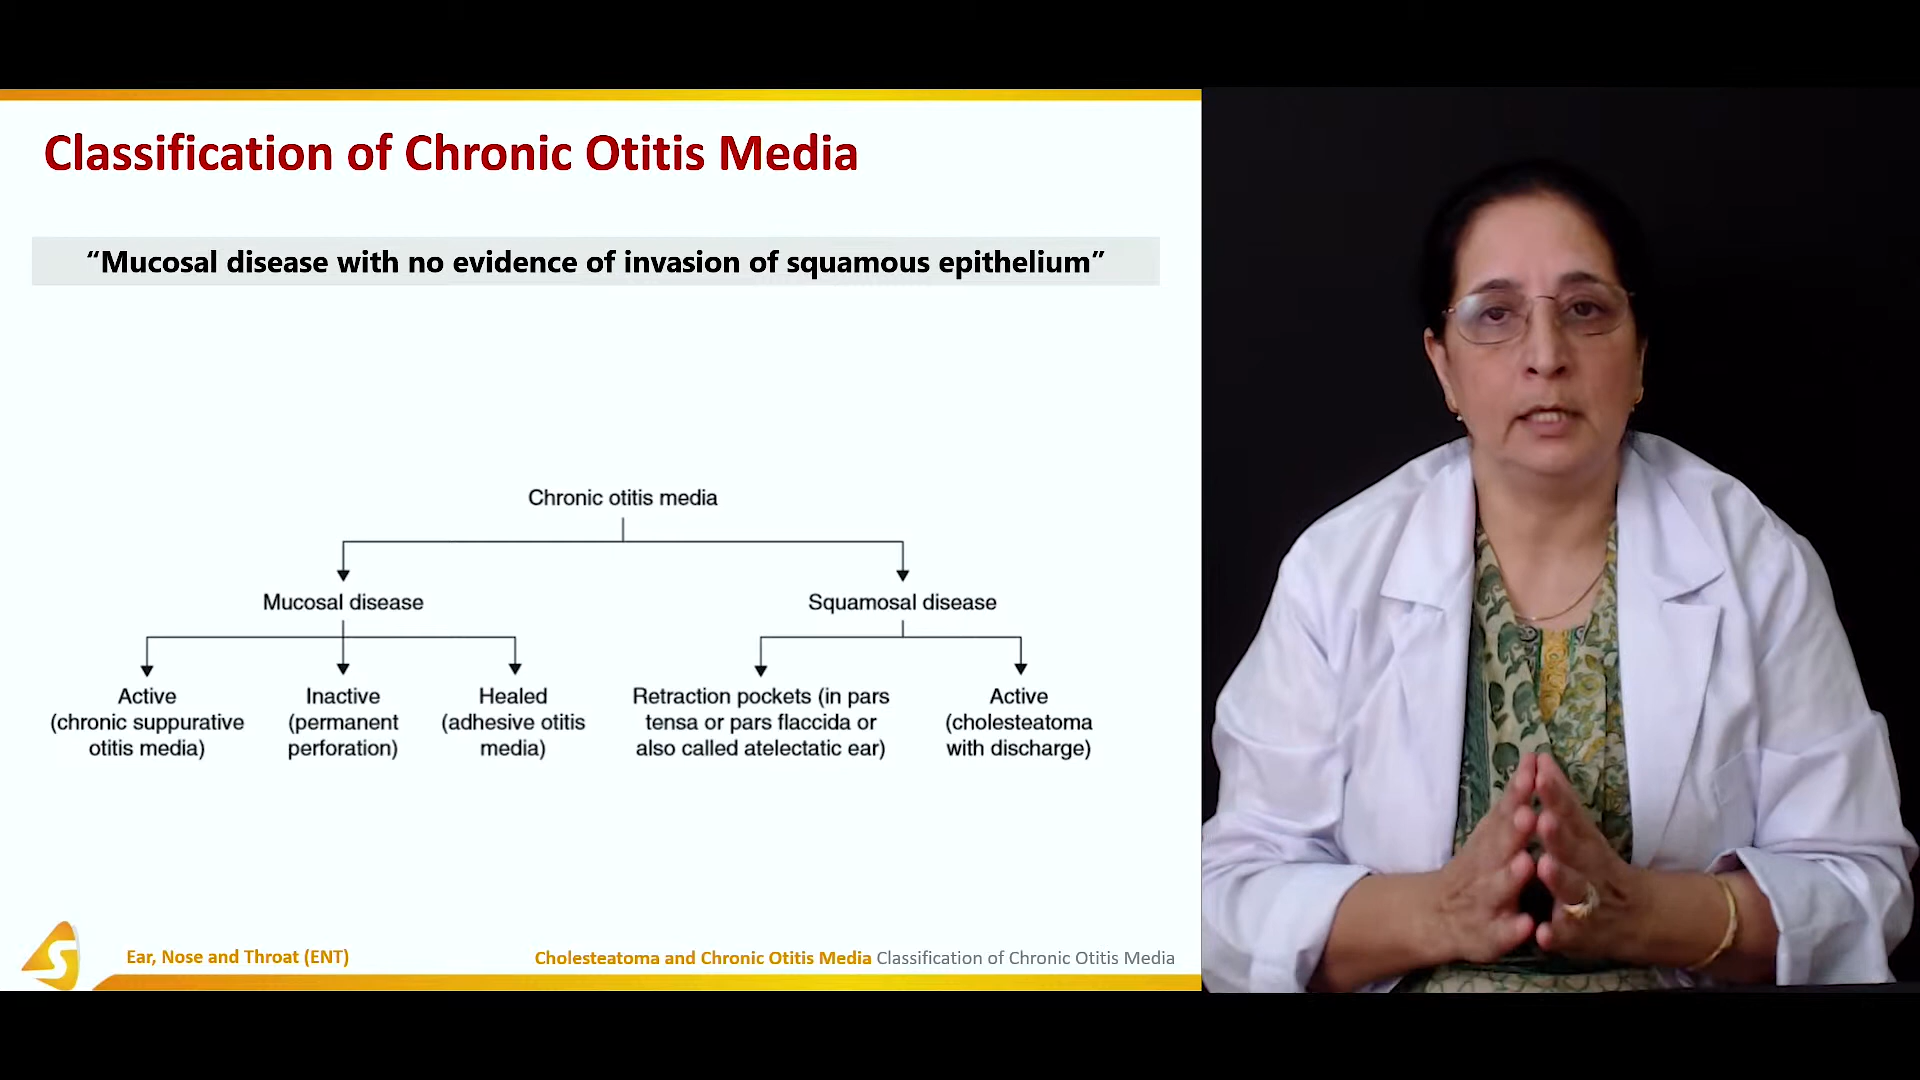 Classification of Chronic Otitis Media
“Mucosal disease with no evidence of invasion of squamous epithelium”
Chronic otitis media
Mucosal disease
Squamosal disease
Active
(chronic suppurative
otitis media)
Inactive
(permanent
perforation)
Healed
(adhesive otitis
media)
Retraction pockets (in pars
tensa or pars flaccida or
also called atelectatic ear)
Active
(cholesteatoma
with discharge)
S
Ear, Nose and Throat (ENT)
Cholesteatoma and Chronic Otitis Media Classification of Chronic Otitis Media